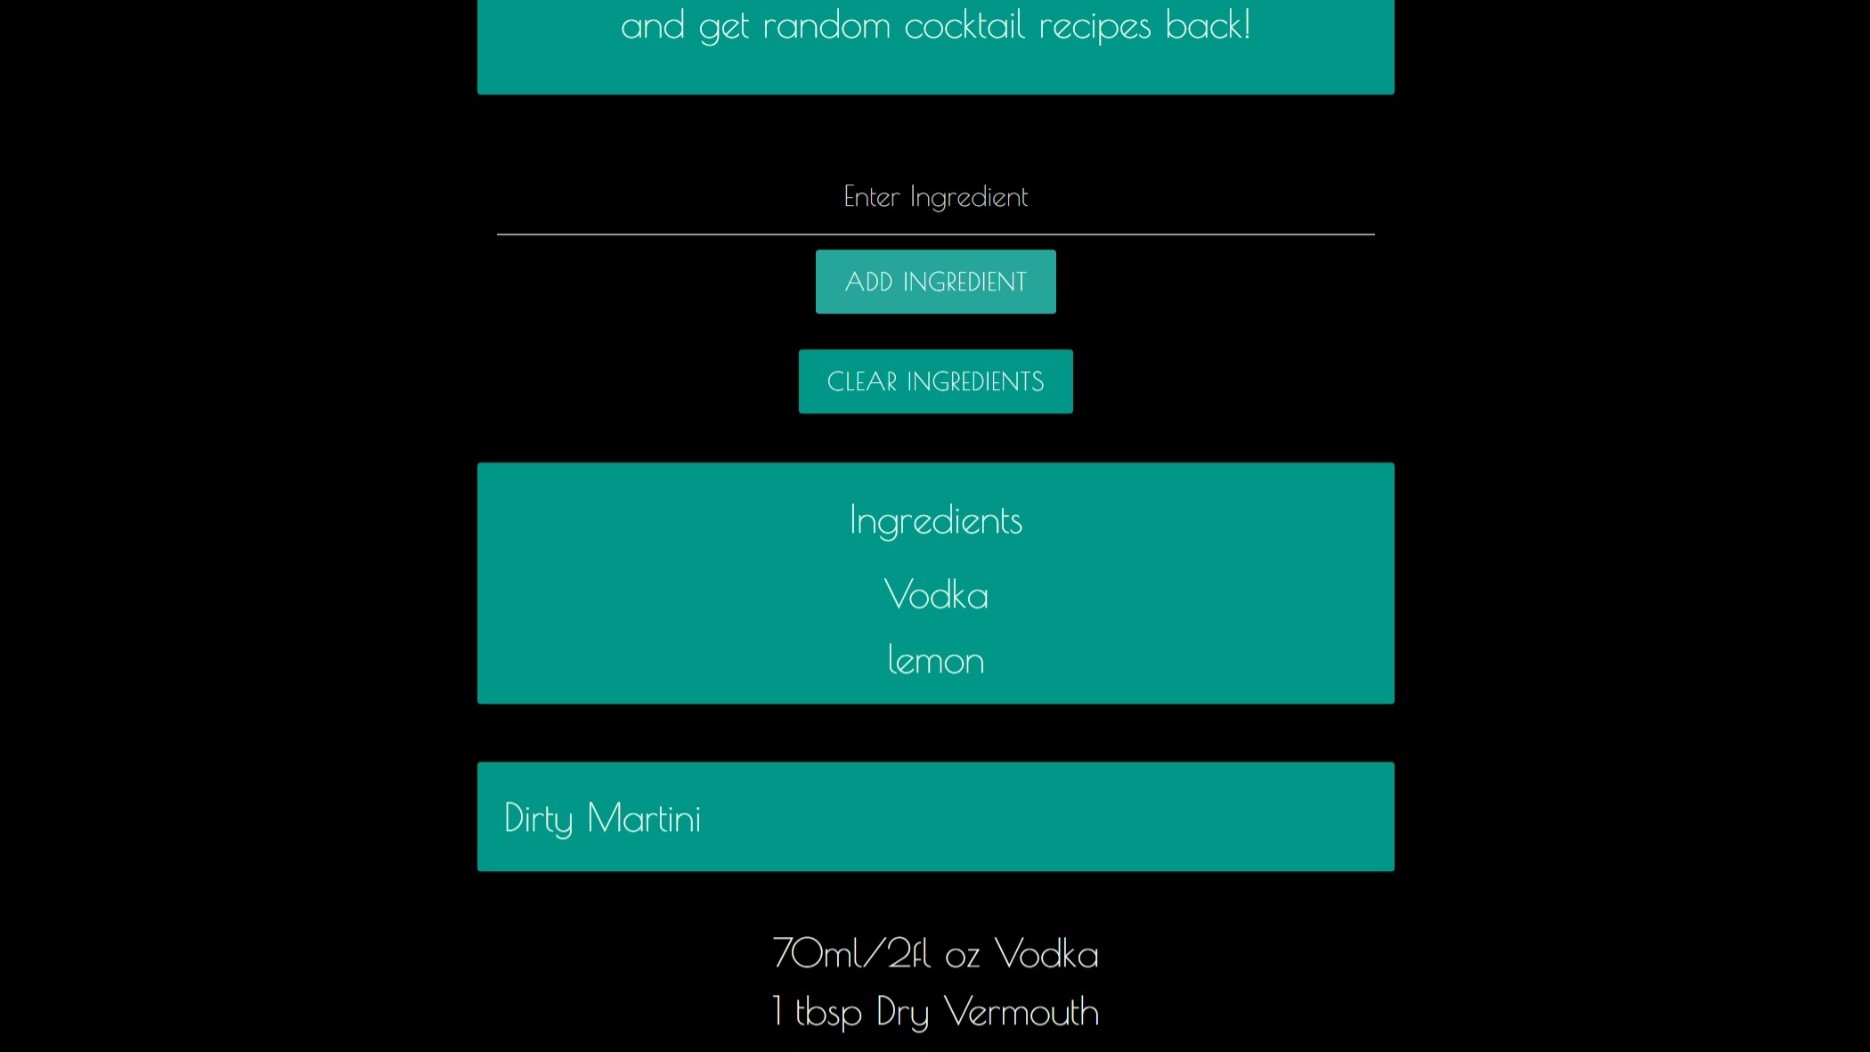 and get random cocktail recipes back!
Enter Ingredient
ADD INGREDIENT
CLEAR INGREDIENTS
Ingredients
Vodka
lemon
Dirty Martini
70ml/2fl oz Vodka
1 tbsp Dry Vermouth